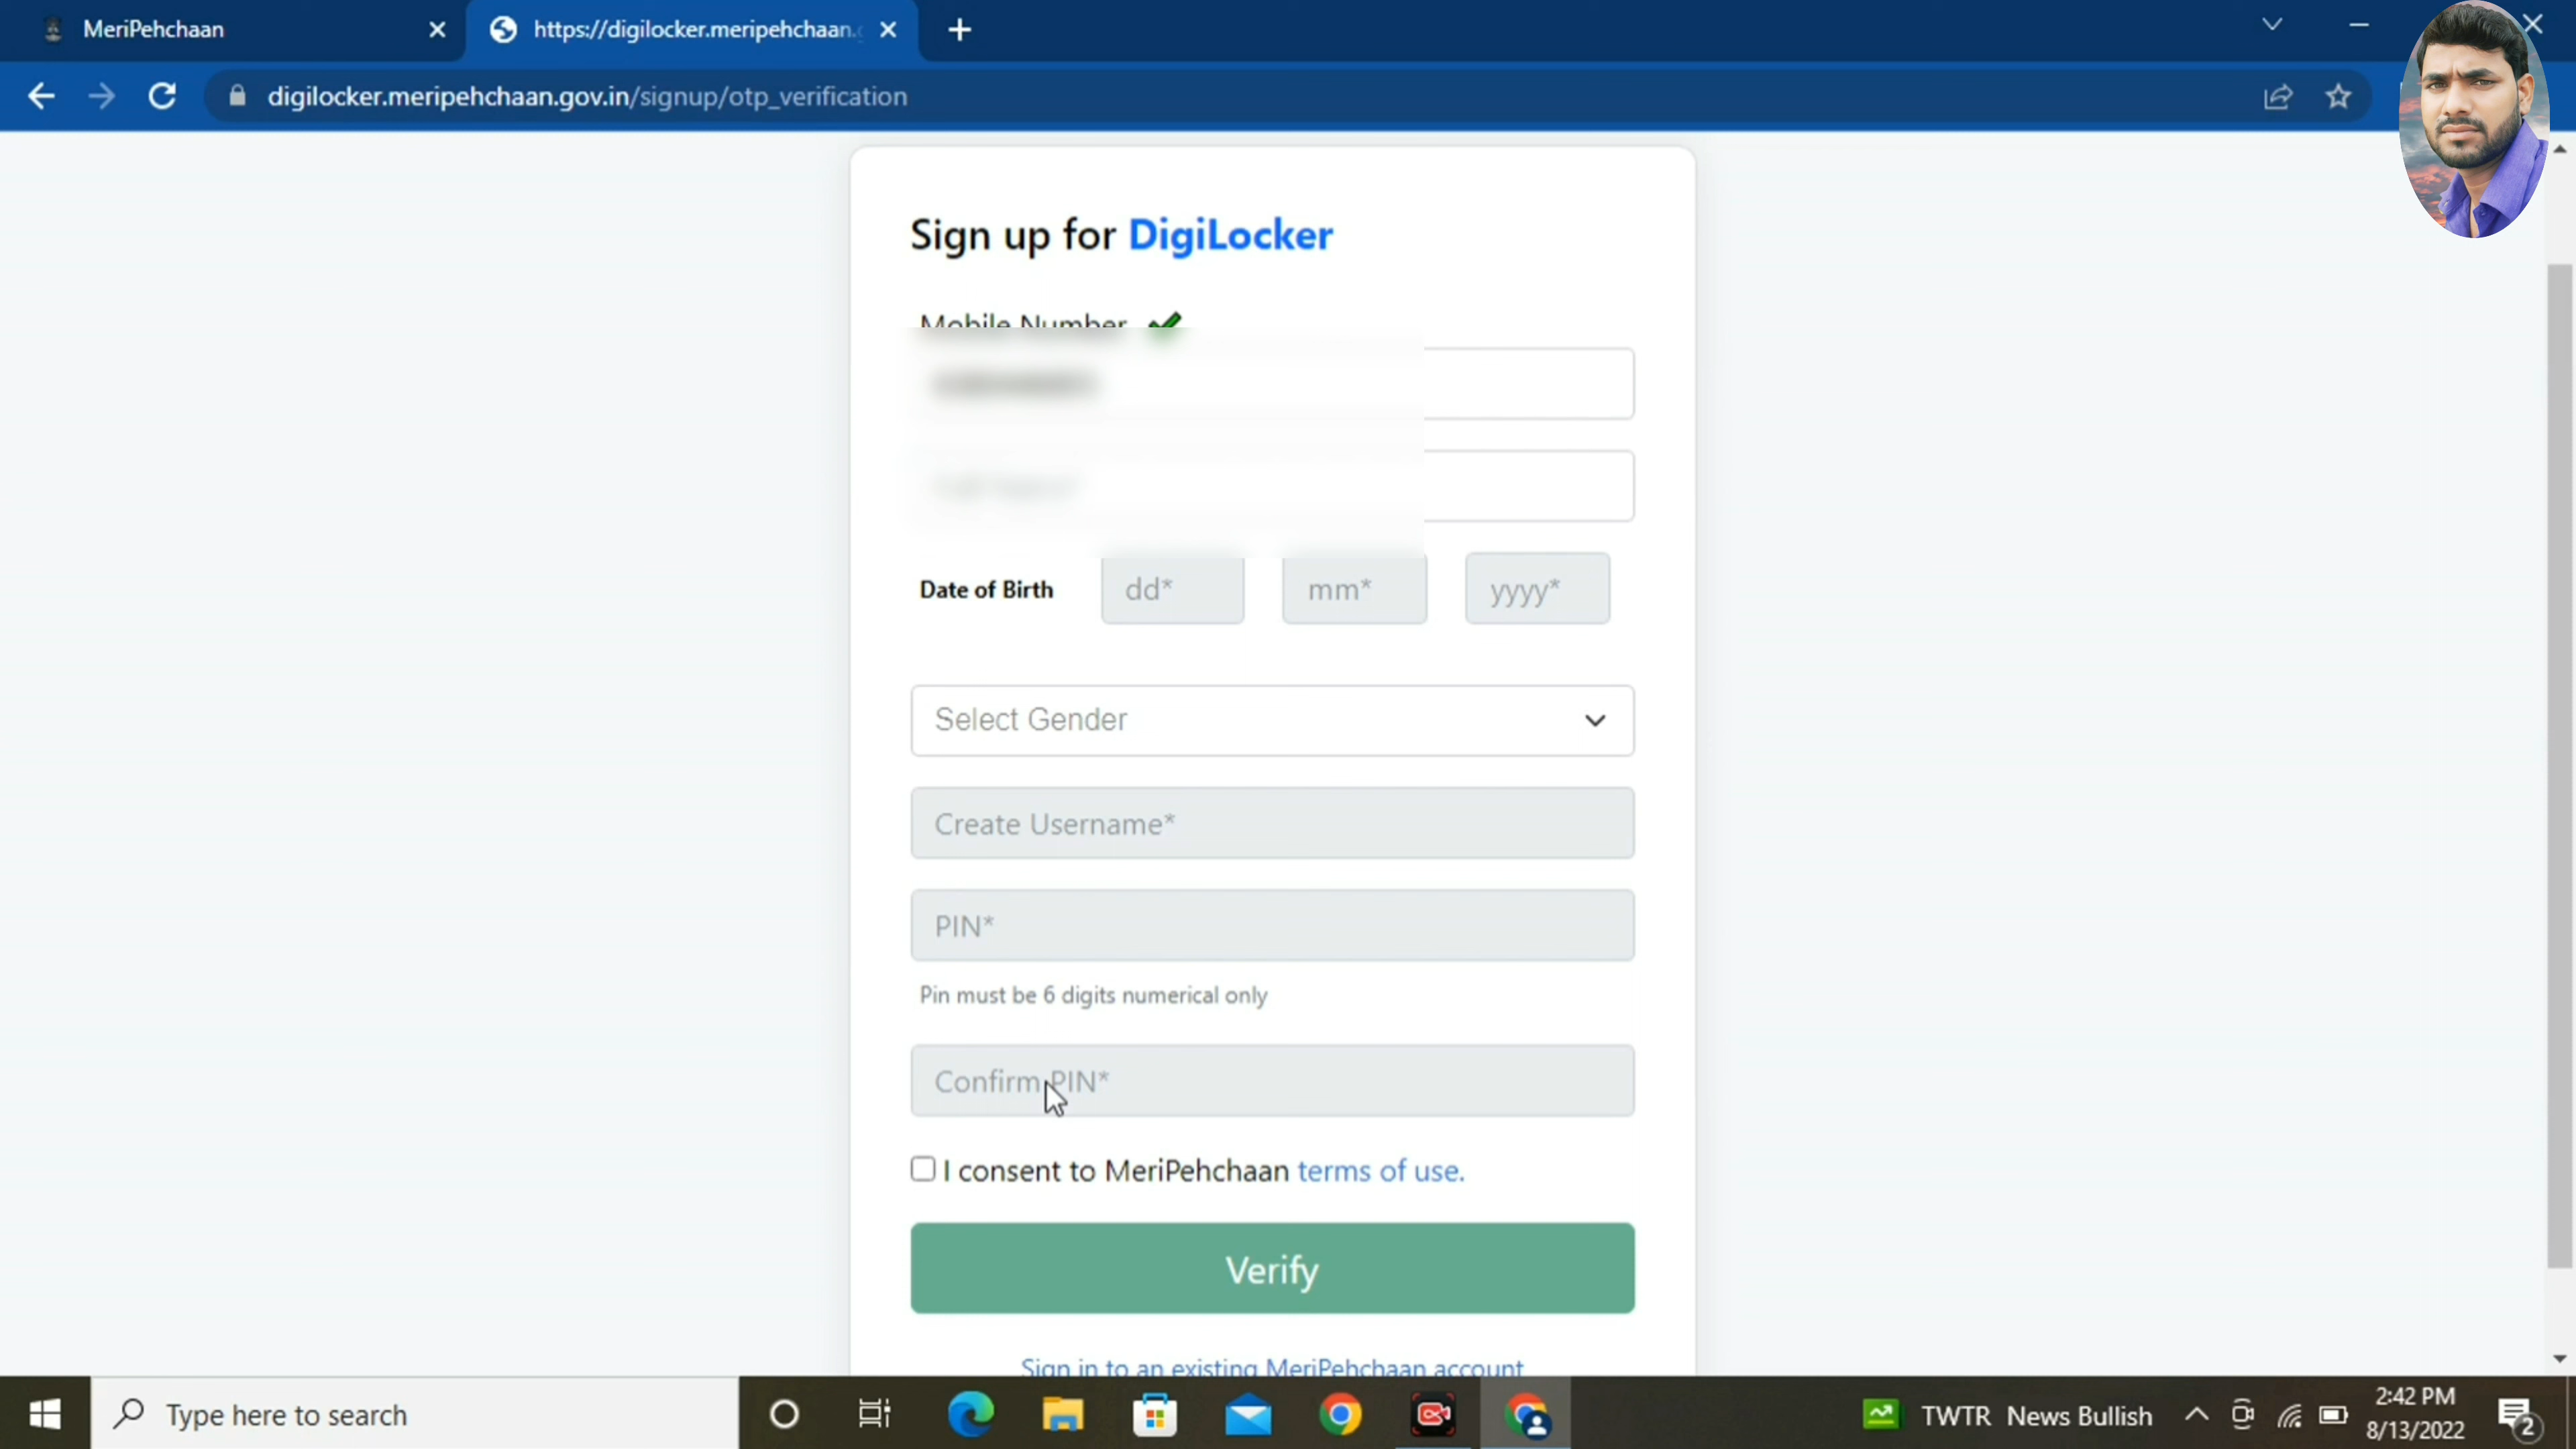 MeriPehchaan
https://digilocker.meripehchaan.
digilocker.meripehchaan.gov.in/signup/otp_verification
Sign up for DigiLocker
Mobile Number
Date of Birth
dd*
mm*
yyyy*
Select Gender
Create Username*
PIN*
Pin must be 6 digits numerical only
Confirm PIN*
I consent to MeriPehchaan terms of use.
Verify
Sign in to an existing MeriPehchaan account
Type here to search
TWTR News Bullish
2:42 PM
8/13/2022
2